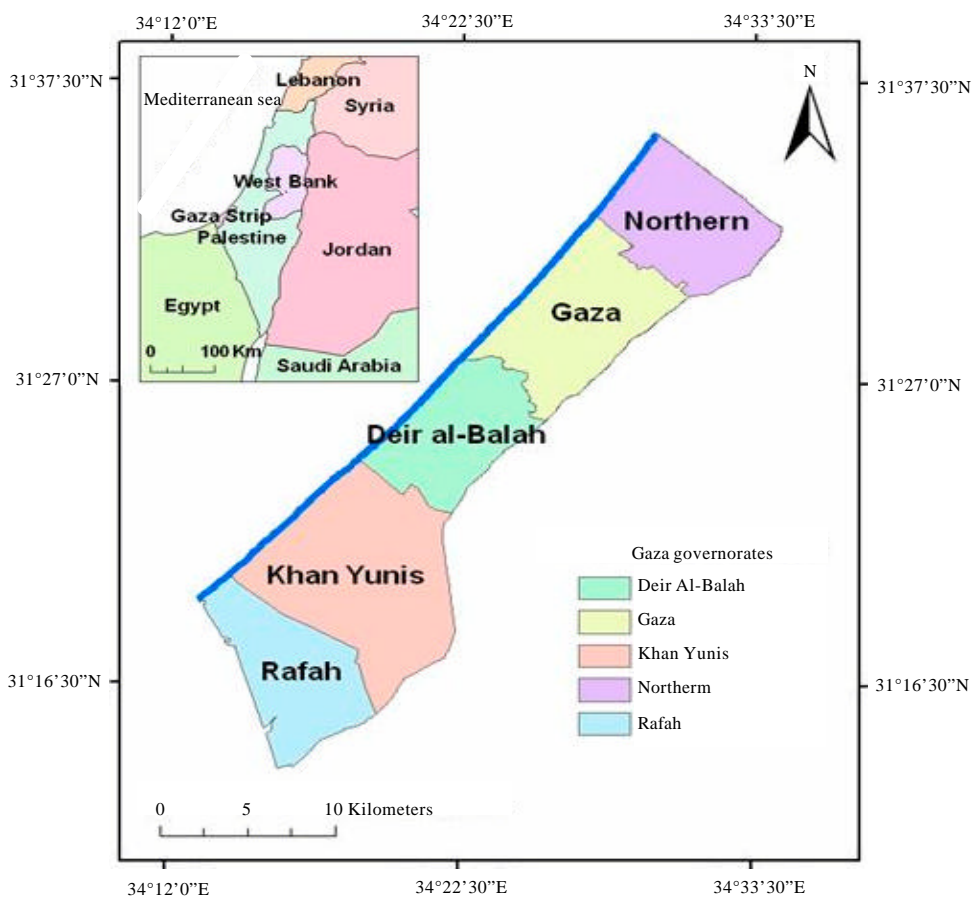 34°12’0”E
34°22’30”E
34°33’30”E
31°37’30”N
31°37’30”N
Lebanon
Mediterranean sea
Syria
West Bank
Gaza Strip
Palestine
Jordan
Egypt
0 100 Km
Saudi Arabia
N
Northern
Gaza
31°27’0”N
31°27’0”N
Deir al-Balah
Khan Yunis
Rafah
Gaza governorates
Deir Al-Balah
Gaza
Khan Yunis
Northerm
Rafah
31°16’30”N
31°16’30”N
0 5 10 Kilometers
34°12’0”E
34°22’30”E
34°33’30”E